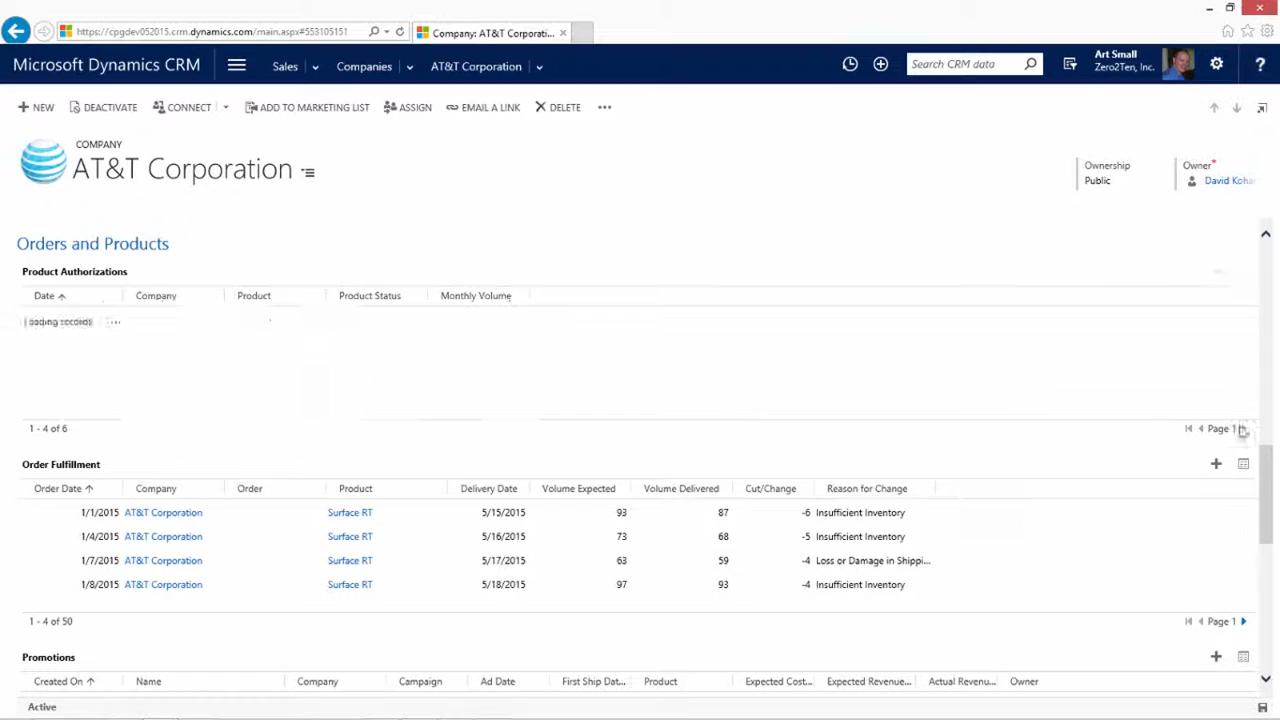 https://cpgdev052015.crm.dynamics.com/main.aspx#553105151
Company: AT&T Corporati...
Microsoft Dynamics CRM
Sales
Companies
AT&T Corporation
Search CRM data
Art Small
Zero2Ten, Inc.
?
NEW
DEACTIVATE
CONNECT
ADD TO MARKETING LIST
ASSIGN
EMAIL A LINK
DELETE
COMPANY
AT&T Corporation
Ownership
Public
Owner*
David Koha
Orders and Products
Product Authorizations
Date Company Product Product Status Monthly Volume
1 - 4 of 6
Page 1
Order Fulfillment
Order Date Company Order Product Delivery Date Volume Expected Volume Delivered Cut/Change Reason for Change
1/1/2015 AT&T Corporation Surface RT 5/15/2015 93 87 -6 Insufficient Inventory
1/4/2015 AT&T Corporation Surface RT 5/16/2015 73 68 -5 Insufficient Inventory
1/7/2015 AT&T Corporation Surface RT 5/17/2015 63 59 -4 Loss or Damage in Shippi...
1/8/2015 AT&T Corporation Surface RT 5/18/2015 97 93 -4 Insufficient Inventory
1 - 4 of 50
Page 1
Promotions
Created On Name Company Campaign Ad Date First Ship Dat... Product Expected Cost... Expected Revenue... Actual Revenu... Owner
Active